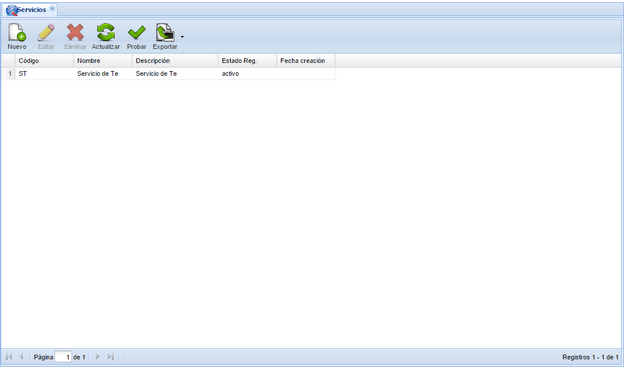 Servicios
Nuevo Editar Eliminar Actualizar Probar Exportar
Código Nombre Descripción Estado Reg. Fecha creación
1 ST Servicio de Te Servicio de Te activo
Página 1 de 1 Registros 1 - 1 de 1